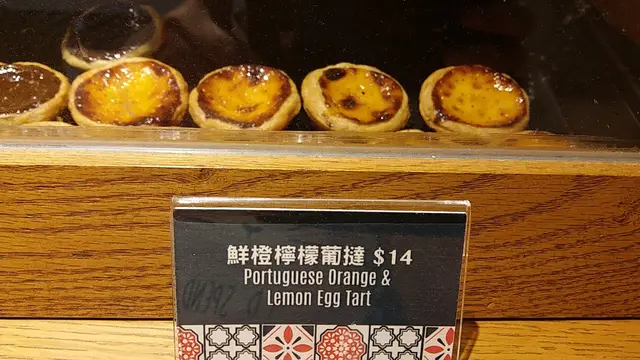 鮮橙檸檬葡撻 $14
Portuguese Orange &
Lemon Egg Tart